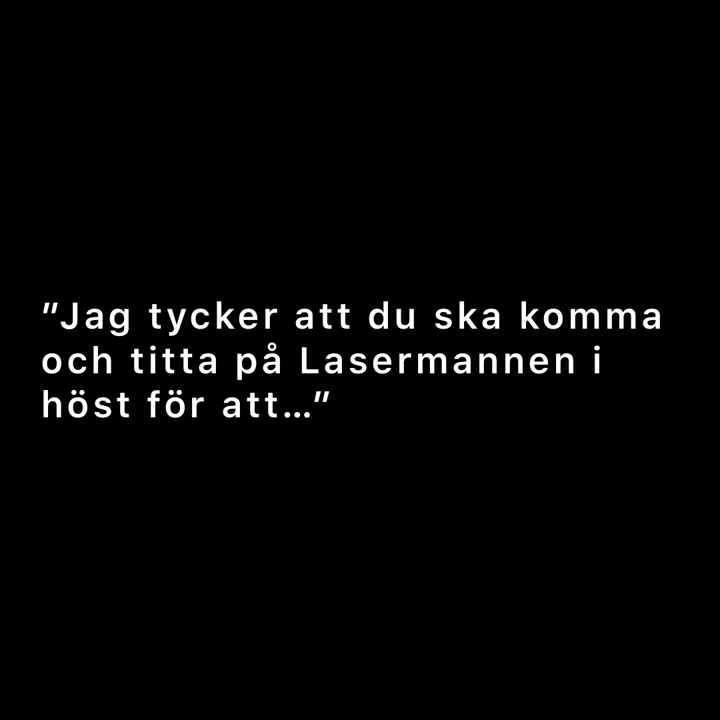 ”Jag tycker att du ska komma
och titta på Lasermannen i
höst för att…”